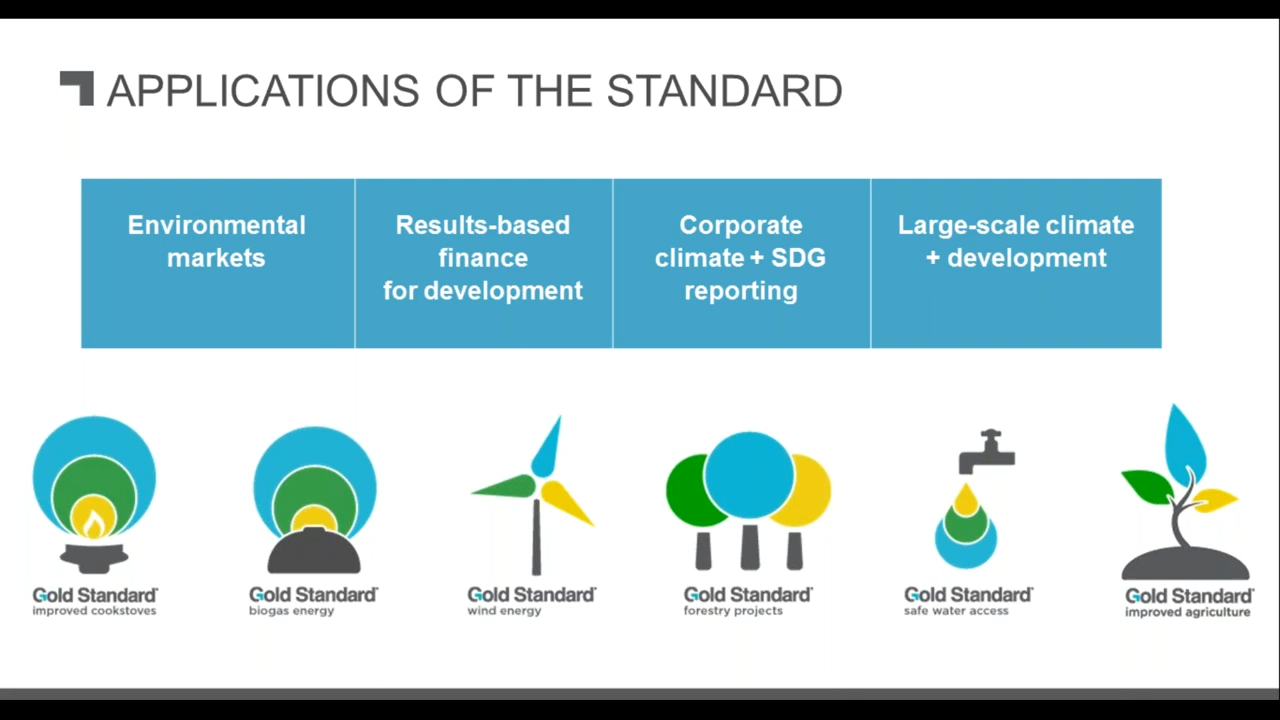 APPLICATIONS OF THE STANDARD
Environmental
markets
Results-based
finance
for development
Corporate
climate + SDG
reporting
Large-scale climate
+ development
Gold Standard
improved cookstoves
Gold Standard
biogas energy
Gold Standard
wind energy
Gold Standard
forestry projects
Gold Standard
safe water access
Gold Standard
improved agriculture